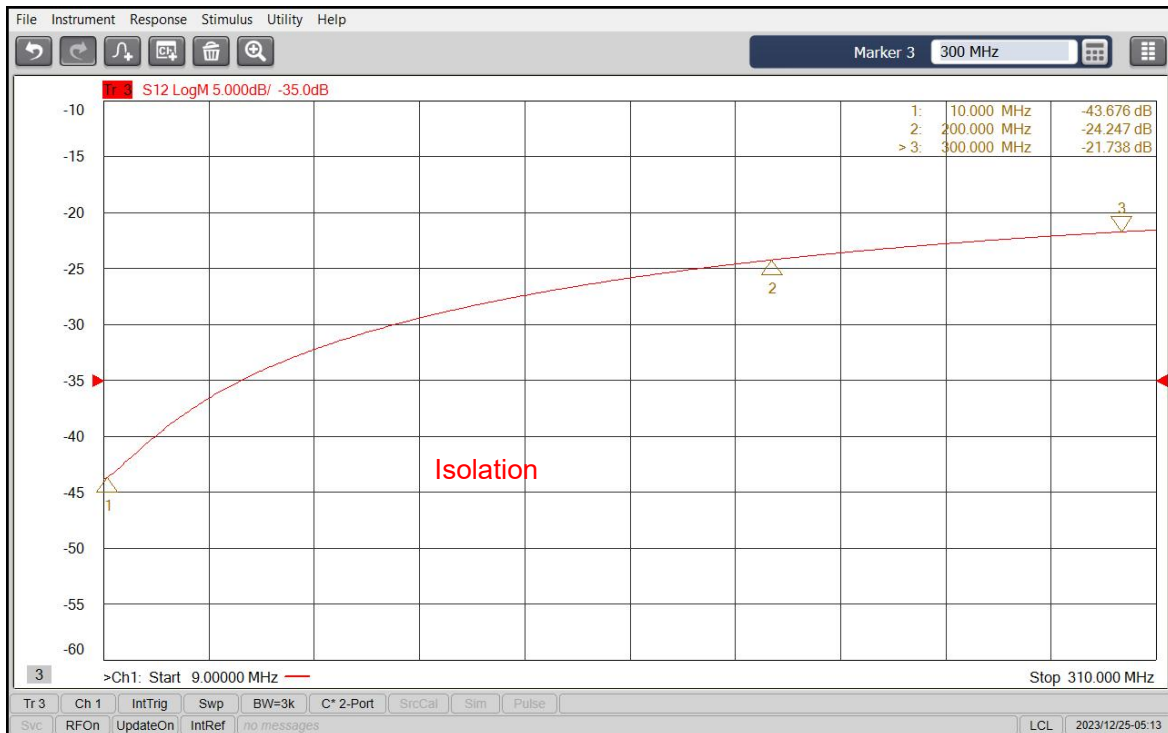 File Instrument Response Stimulus Utility Help
Marker 3 300 MHz
Tr 3 S12 LogM 5.000dB/ -35.0dB
1: 10.000 MHz -43.676 dB
2: 200.000 MHz -24.247 dB
> 3: 300.000 MHz -21.738 dB
-10
-15
-20
-25
-30
-35
-40
-45
-50
-55
-60
3
2
1
Isolation
3 >Ch1: Start 9.00000 MHz Stop 310.000 MHz
Tr 3 Ch 1 IntTrig Swp BW=3k C* 2-Port SrcCal Sim Pulse
Svc RFOn UpdateOn IntRef no messages LCL 2023/12/25-05:13